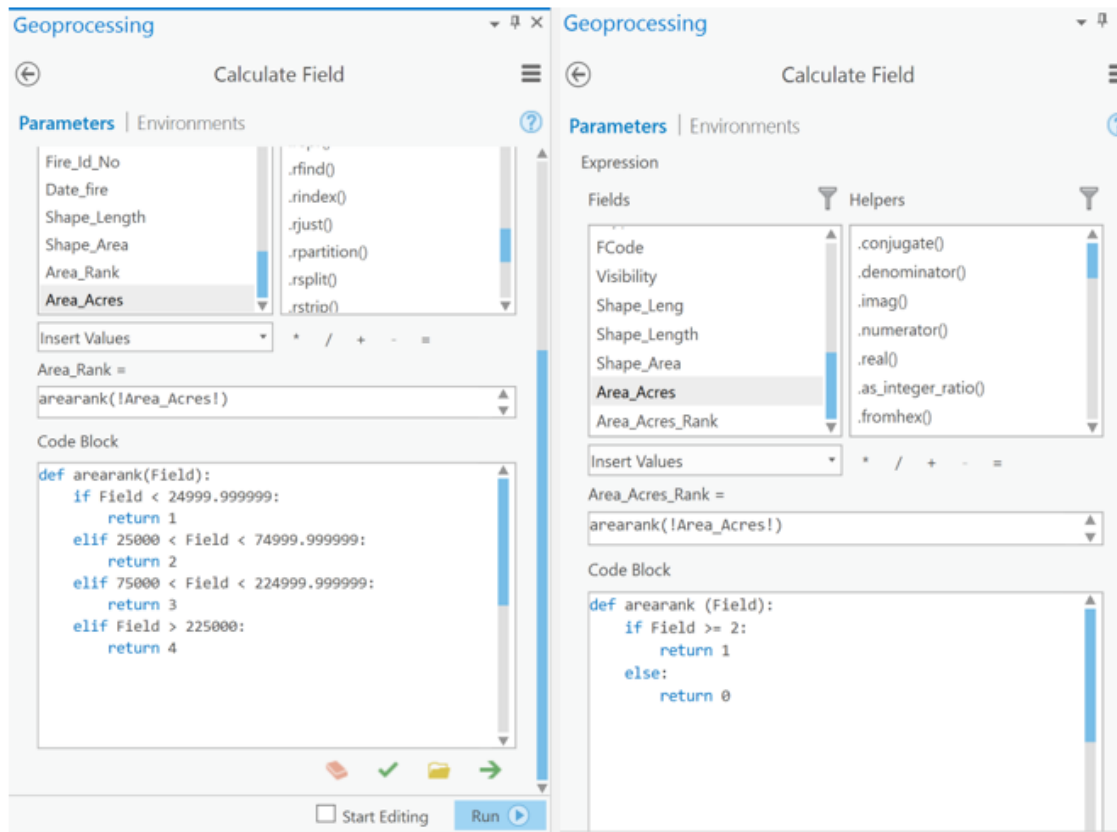 Geoprocessing
Calculate Field
Parameters | Environments
Fire_Id_No
Date_fire
Shape_Length
Shape_Area
Area_Rank
Area_Acres
.rfind()
.rindex()
.rjust()
.rpartition()
.rsplit()
.rstrip()
Insert Values
* / + - =
Area_Rank =
arearank(!Area_Acres!)
Code Block
def arearank(Field):
    if Field < 24999.999999:
        return 1
    elif 25000 < Field < 74999.999999:
        return 2
    elif 75000 < Field < 224999.999999:
        return 3
    elif Field > 225000:
        return 4
Start Editing
Run
Geoprocessing
Calculate Field
Parameters | Environments
Expression
Fields
Helpers
FCode
Visibility
Shape_Leng
Shape_Length
Shape_Area
Area_Acres
Area_Acres_Rank
.conjugate()
.denominator()
.imag()
.numerator()
.real()
.as_integer_ratio()
.fromhex()
Insert Values
* / + - =
Area_Acres_Rank =
arearank(!Area_Acres!)
Code Block
def arearank (Field):
    if Field >= 2:
        return 1
    else:
        return 0